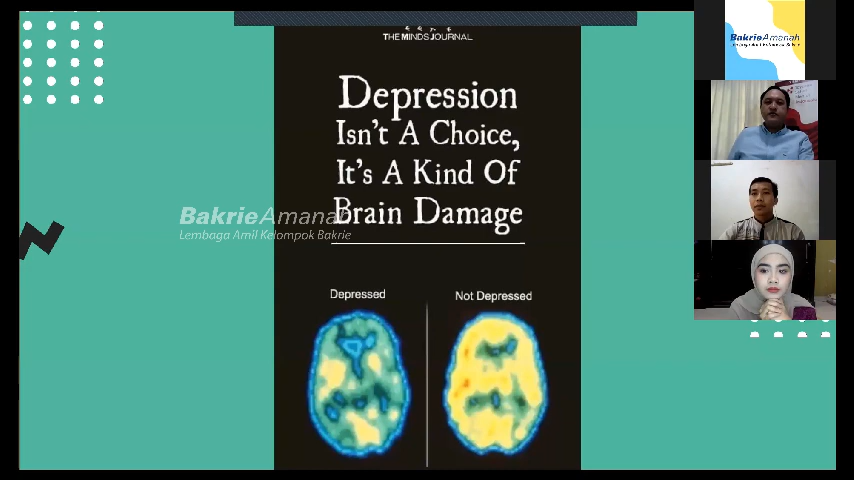 THE MINDS JOURNAL
Depression
Isn't A Choice,
It's A Kind Of
Brain Damage
BakrieAmanah
Lembaga Amil Kelompok Bakrie
Depressed
Not Depressed
BakrieAmanah